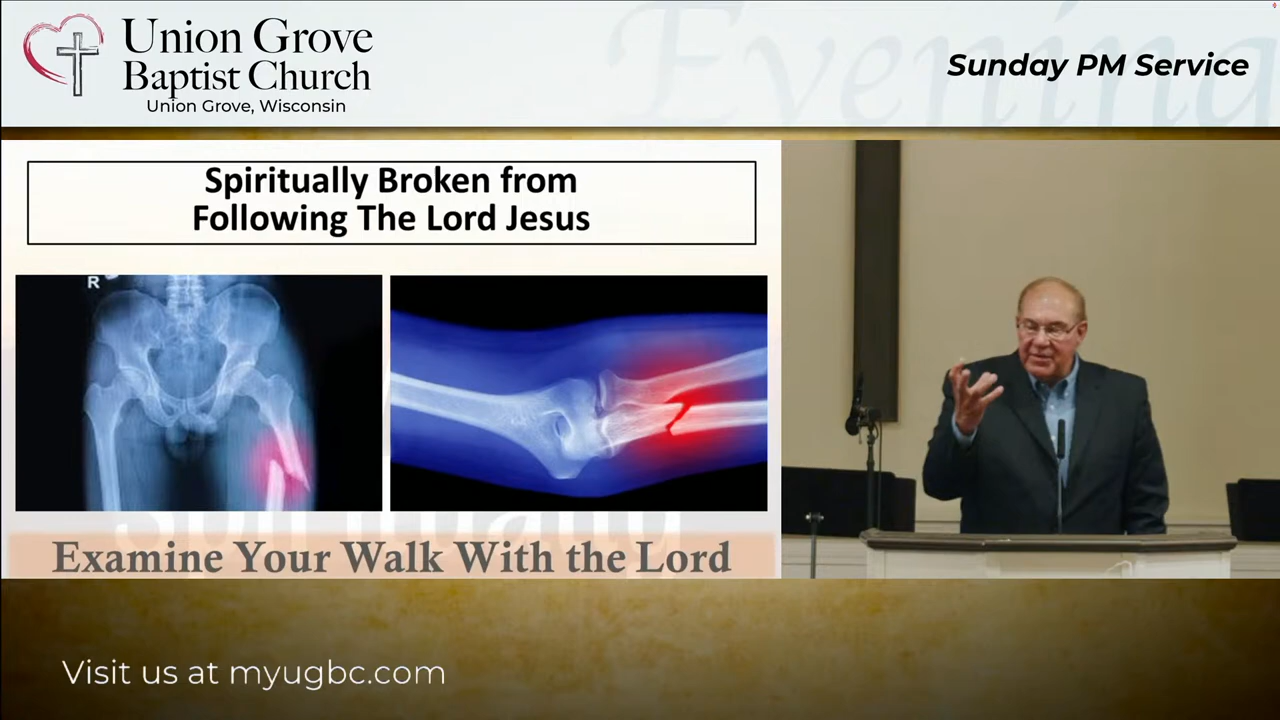 Union Grove
Baptist Church
Union Grove, Wisconsin
Evening
Sunday PM Service
Spiritually Broken from
Following The Lord Jesus
R
Examine Your Walk With the Lord
Visit us at myugbc.com